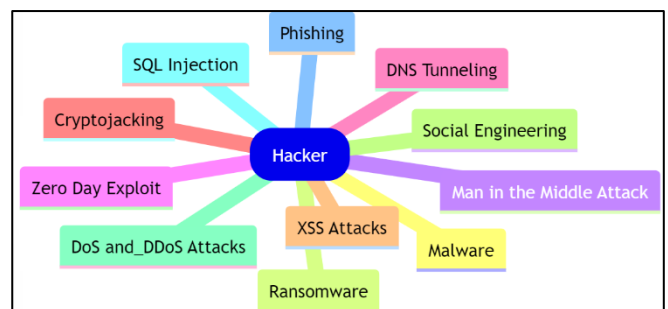 Phishing
SQL Injection
DNS Tunneling
Cryptojacking
Social Engineering
Hacker
Zero Day Exploit
Man in the Middle Attack
XSS Attacks
DoS and_DDoS Attacks
Malware
Ransomware